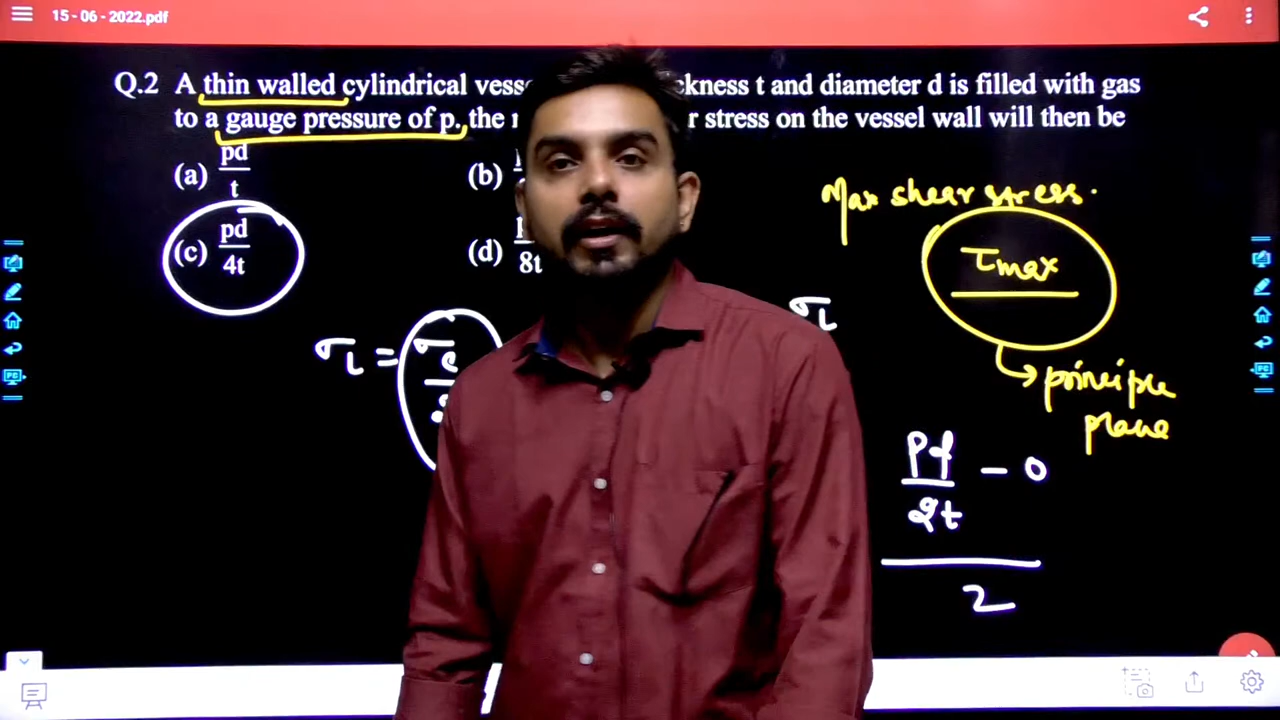 15 - 06 - 2022.pdf
Q.2 A thin walled cylindrical kness t and diameter d is filled with gas
to a gauge pressure of p. the stress on the vessel wall will then be
(a) pd/t (b)
(c) pd/4t (d) 8t
Max shear stress.
τmax
σL
σL = σc
principle
plane
Pd/2t - 0
2